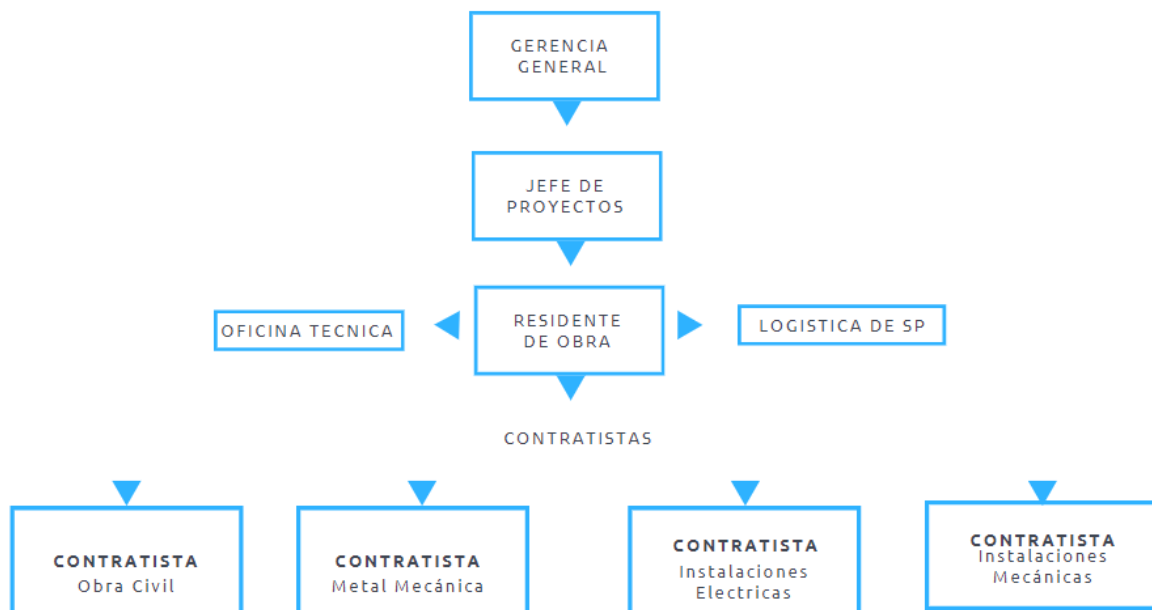 GERENCIA
GENERAL
JEFE DE
PROYECTOS
OFICINA TECNICA
RESIDENTE
DE OBRA
LOGISTICA DE SP
CONTRATISTAS
CONTRATISTA
Obra Civil
CONTRATISTA
Metal Mecánica
CONTRATISTA
Instalaciones
Electricas
CONTRATISTA
Instalaciones
Mecánicas